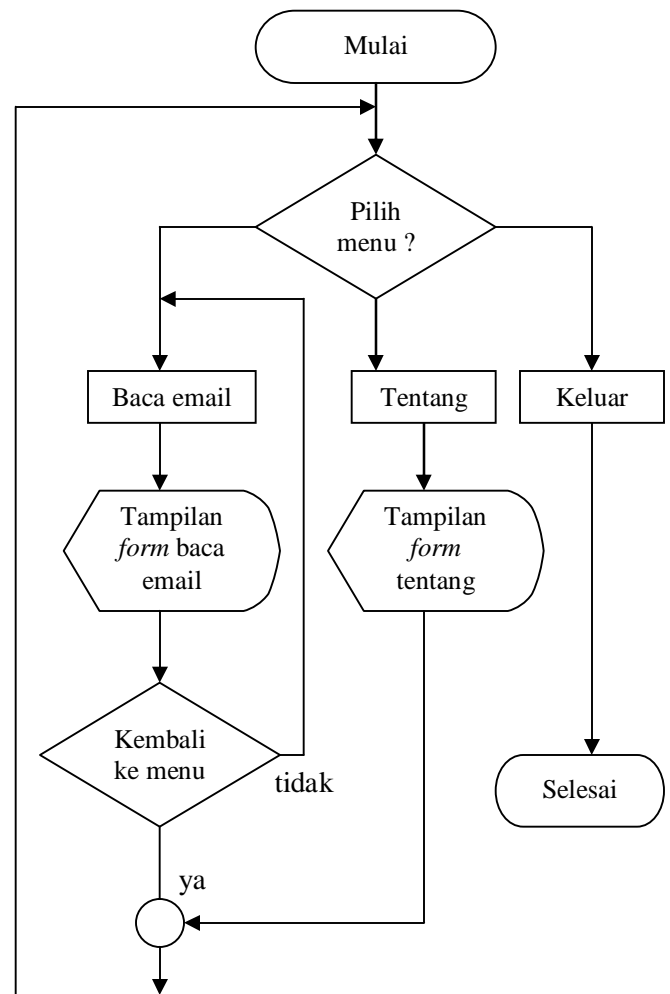 Mulai
Pilih
menu ?
Baca email
Tentang
Keluar
Tampilan
form baca
email
Tampilan
form
tentang
Kembali
ke menu
tidak
Selesai
ya